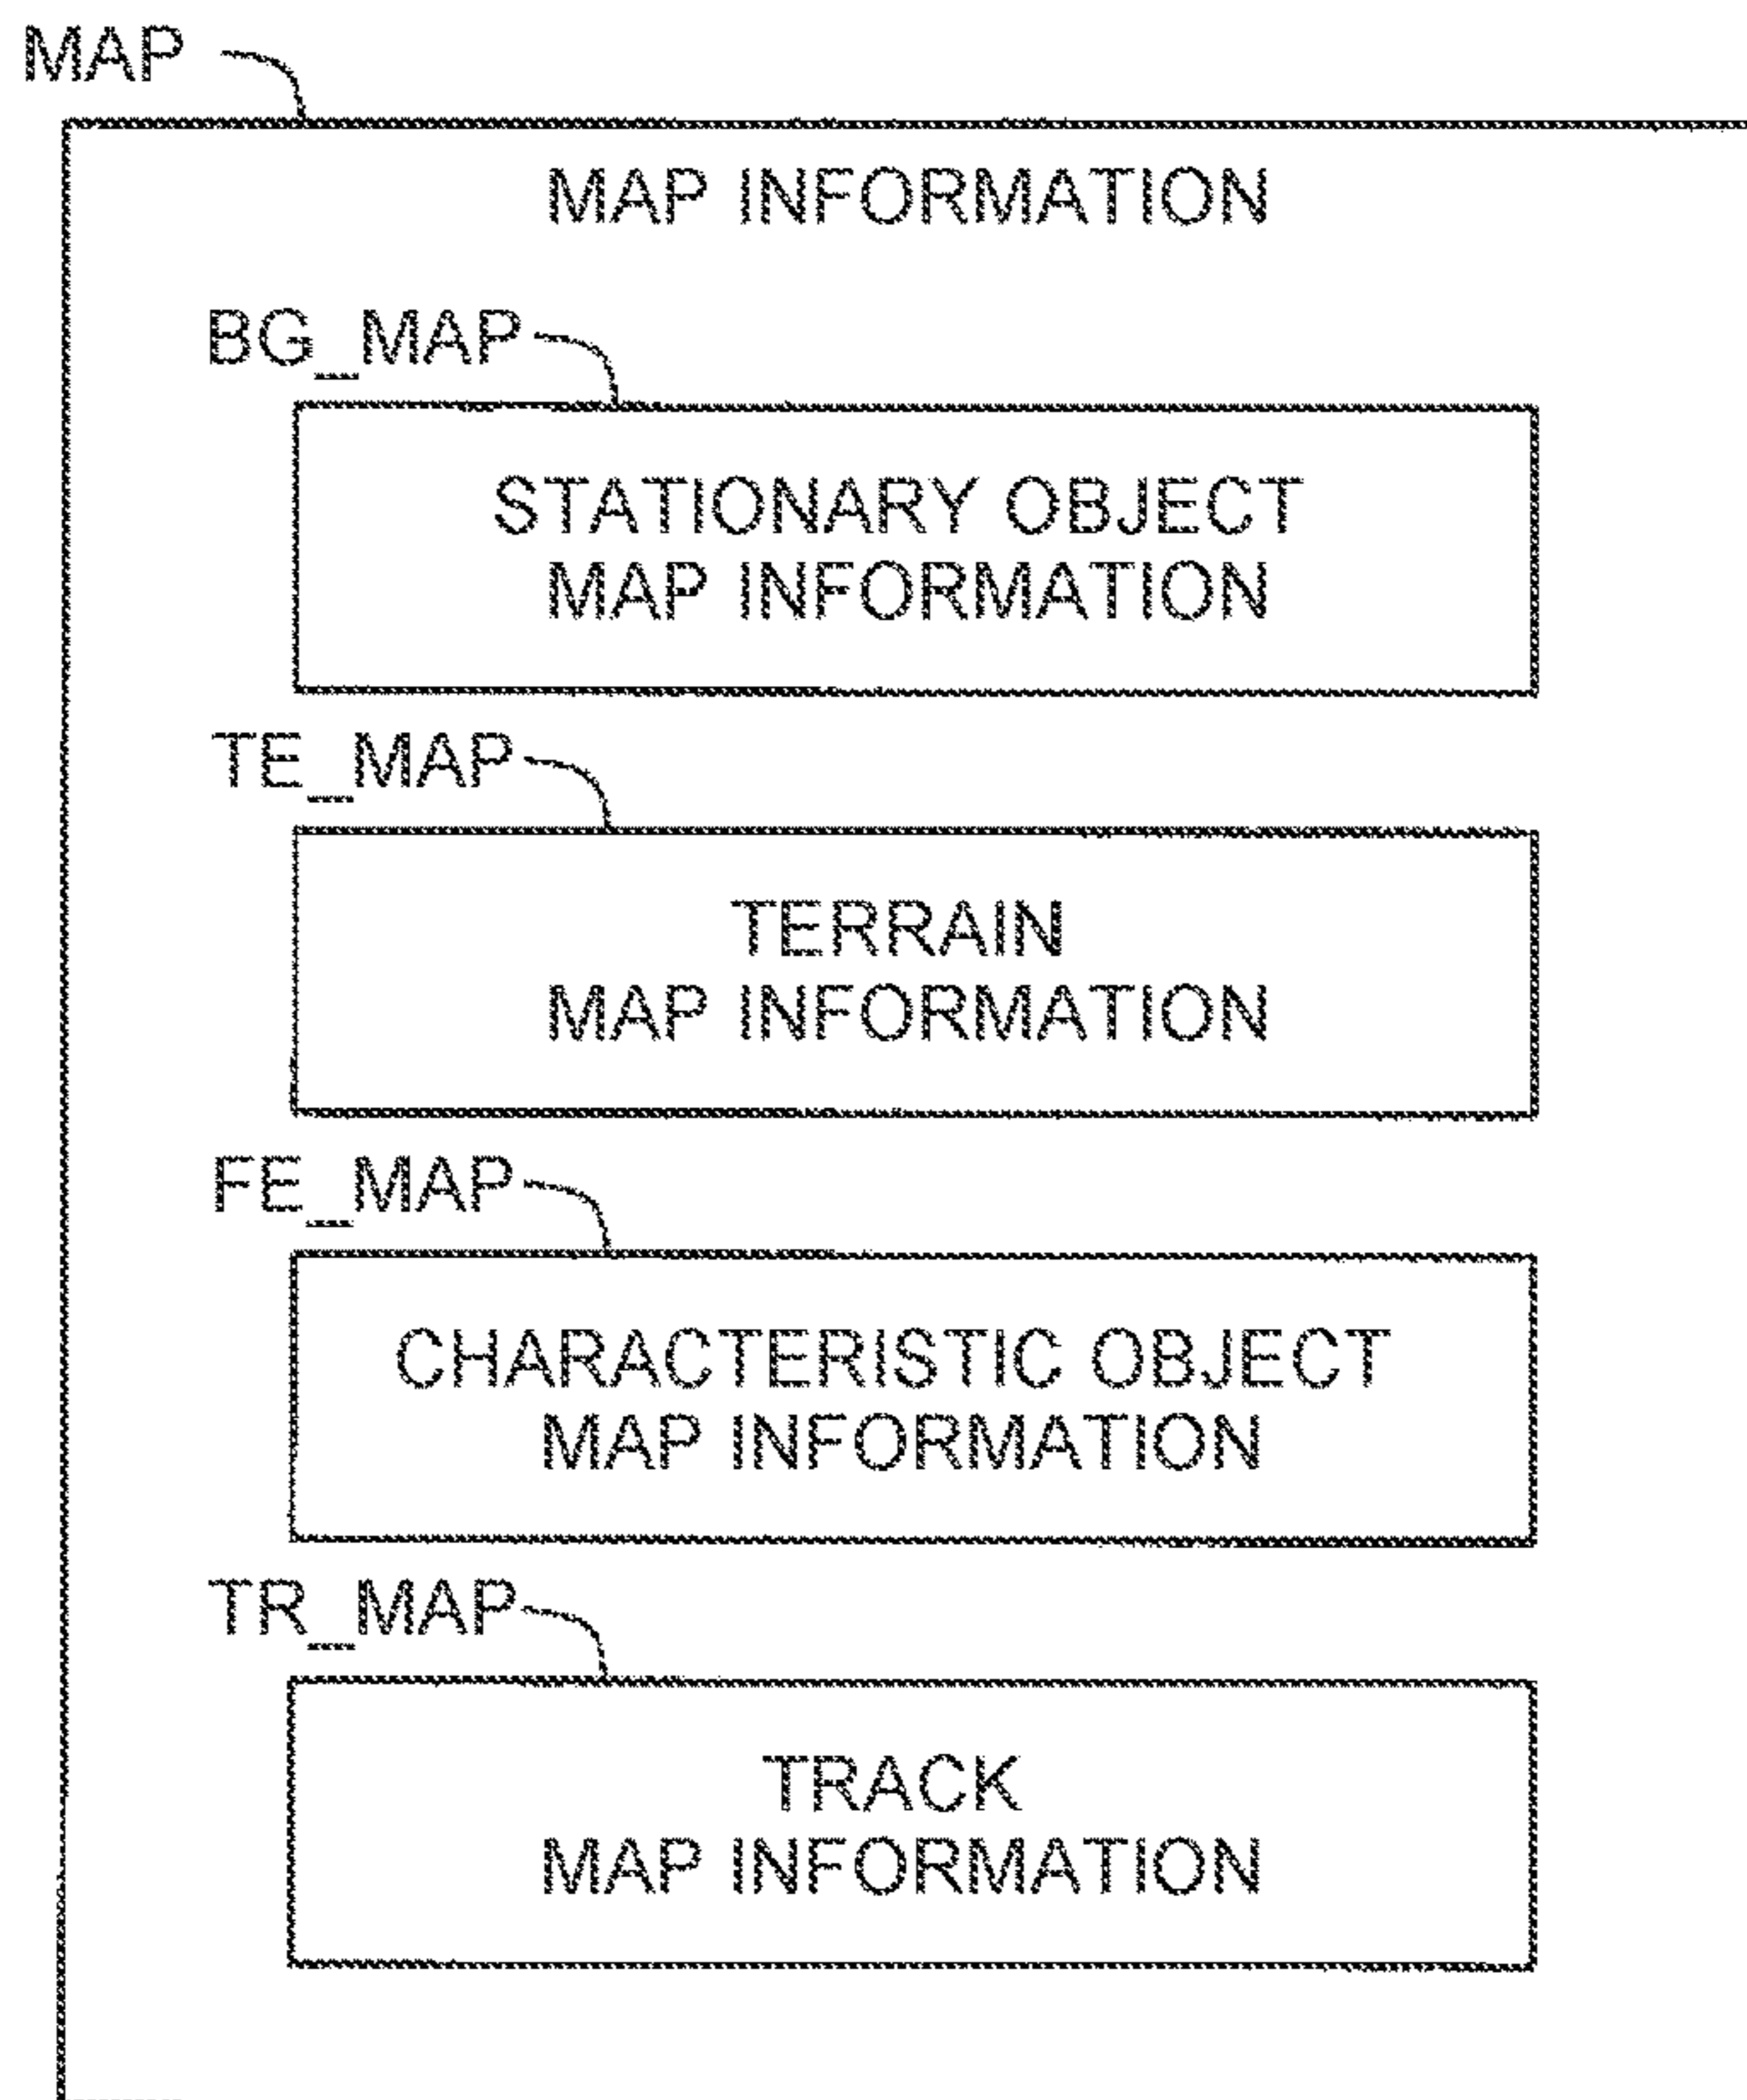 MAP
MAP INFORMATION
BG_MAP
STATIONARY OBJECT
MAP INFORMATION
TE_MAP
TERRAIN
MAP INFORMATION
FE_MAP
CHARACTERISTIC OBJECT
MAP INFORMATION
TR_MAP
TRACK
MAP INFORMATION